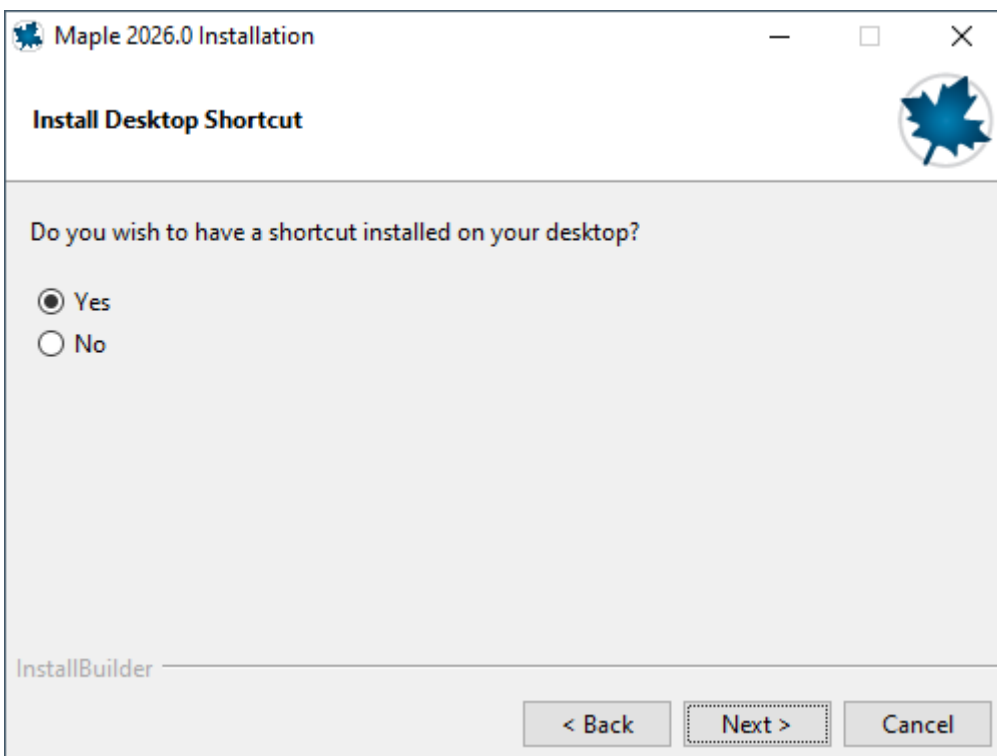 Maple 2026.0 Installation
Install Desktop Shortcut
Do you wish to have a shortcut installed on your desktop?
Yes
No
InstallBuilder
< Back Next > Cancel